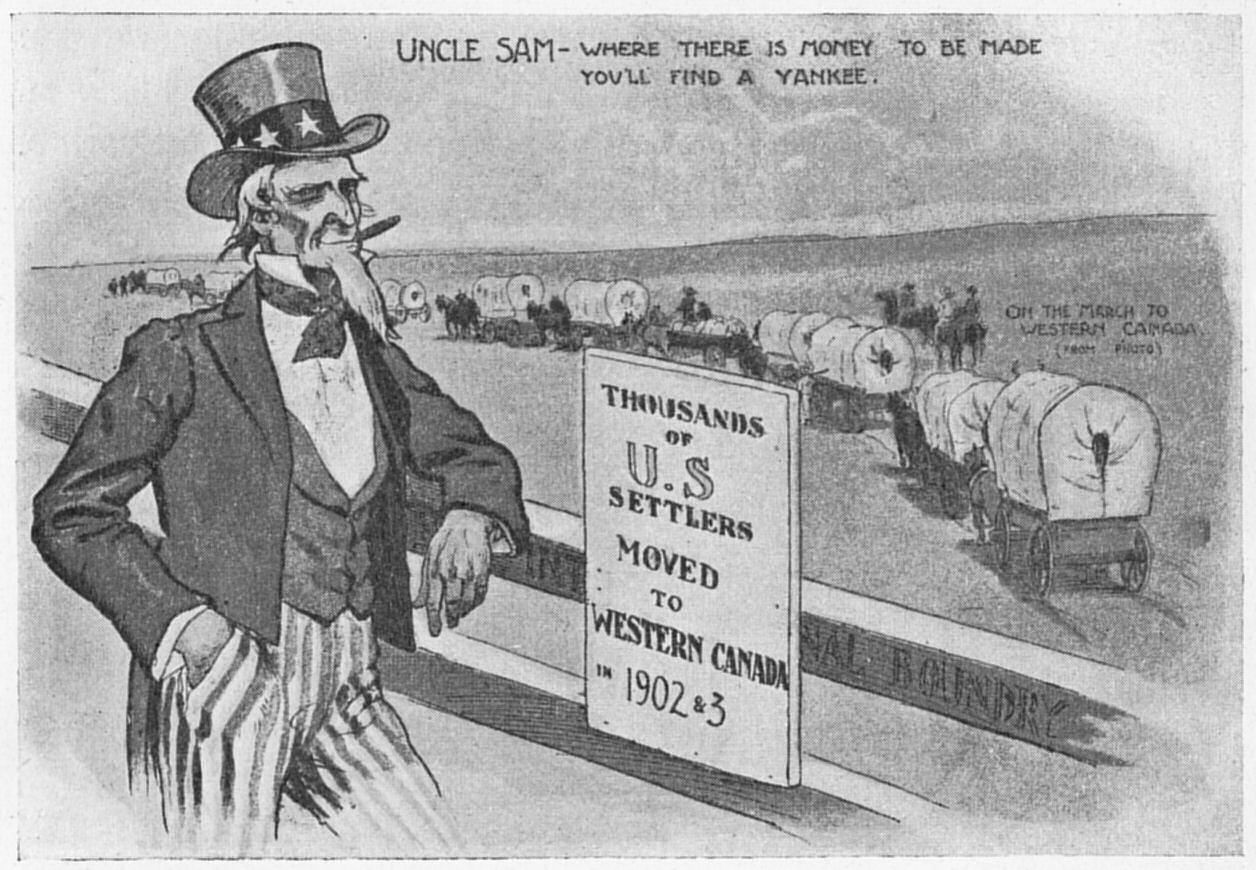 UNCLE SAM - WHERE THERE IS MONEY TO BE MADE
YOU'LL FIND A YANKEE.
ON THE MARCH TO
WESTERN CANADA
(FROM PHOTO)
THOUSANDS
OF
U.S
SETTLERS
MOVED
TO
WESTERN CANADA
IN 1902 & 3
INT
NAL BOUNDRY